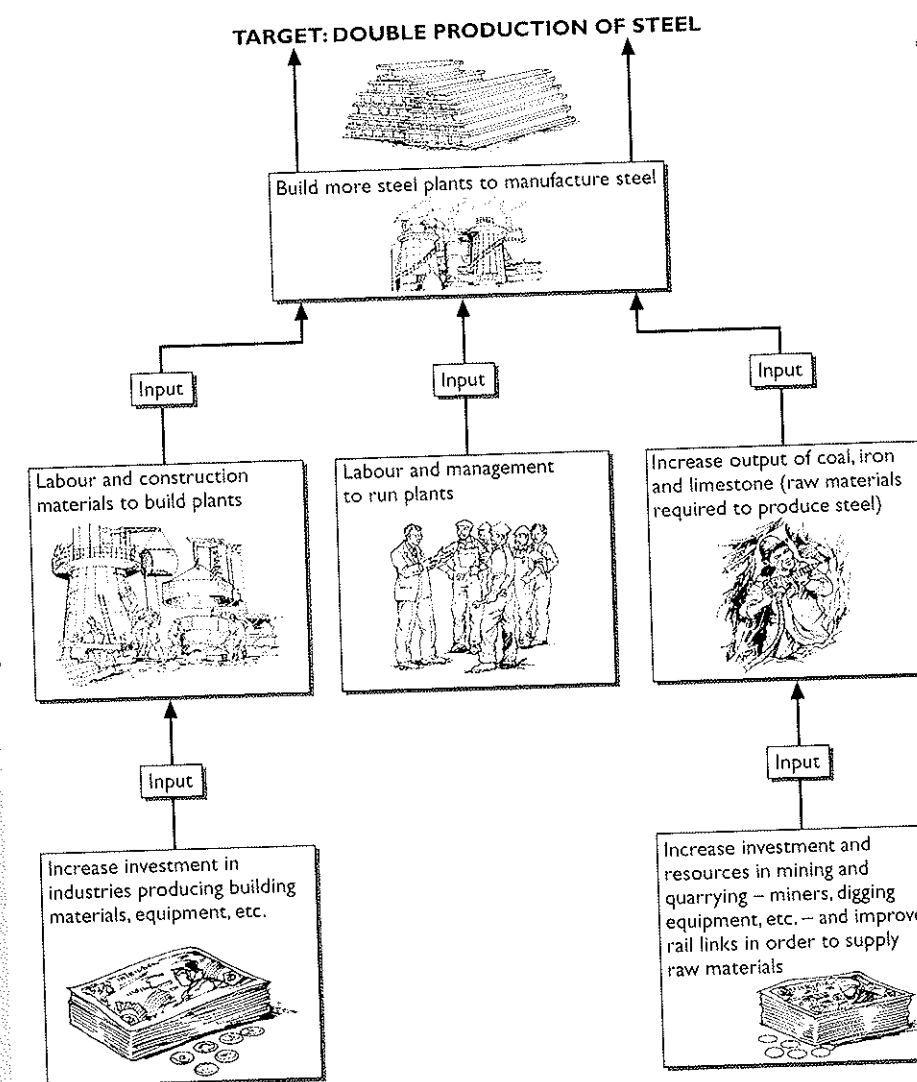 TARGET: DOUBLE PRODUCTION OF STEEL
Build more steel plants to manufacture steel
Input
Input
Input
Labour and construction
materials to build plants
Labour and management
to run plants
Increase output of coal, iron
and limestone (raw materials
required to produce steel)
Input
Input
Increase investment in
industries producing building
materials, equipment, etc.
Increase investment and
resources in mining and
quarrying – miners, digging
equipment, etc. – and improve
rail links in order to supply
raw materials